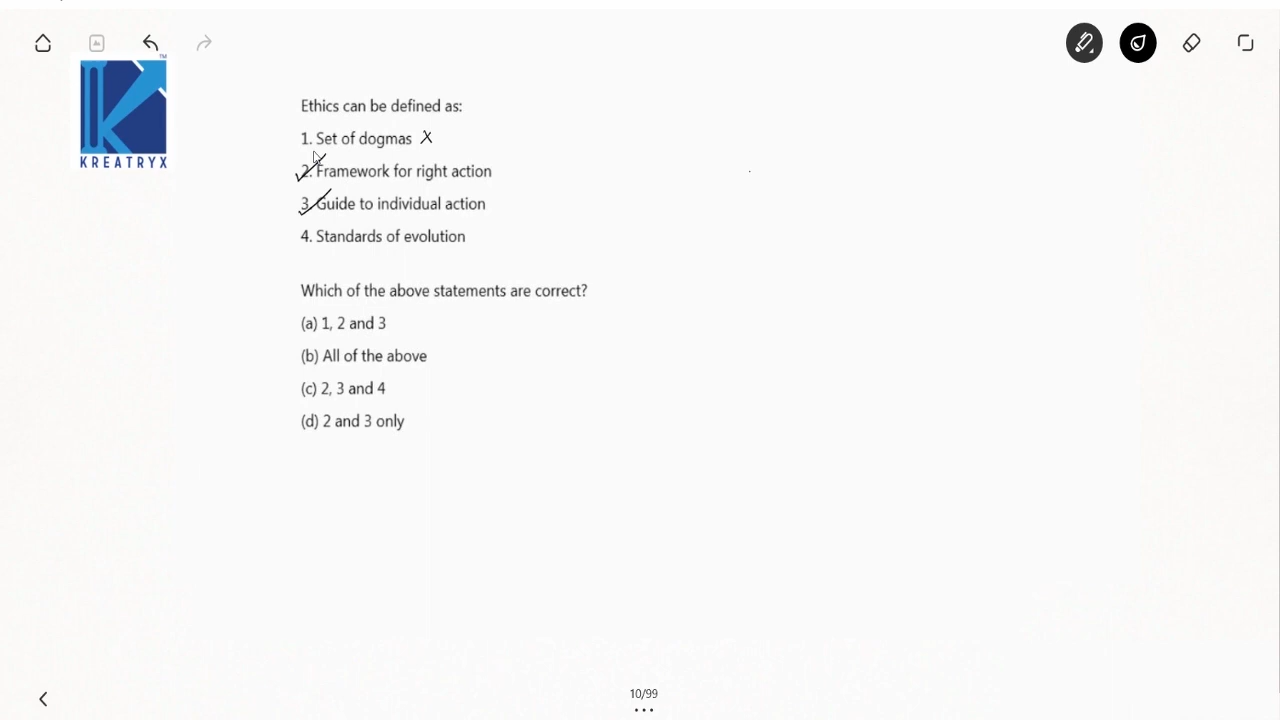 TM
KREATRYX
Ethics can be defined as:
1. Set of dogmas X
2. Framework for right action
3. Guide to individual action
4. Standards of evolution
Which of the above statements are correct?
(a) 1, 2 and 3
(b) All of the above
(c) 2, 3 and 4
(d) 2 and 3 only
10/99